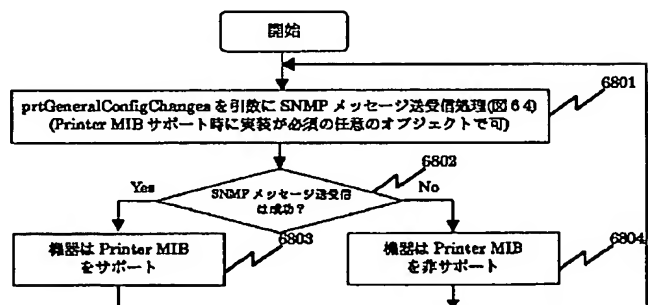 開始
prtGeneralConfigChanges を引数に SNMP メッセージ送受信処理(図64)
(Printer MIB サポート時に実装が必須の任意のオブジェクトで可)
6801
6802
Yes
SNMP メッセージ送受信
は成功?
No
6803
機器は Printer MIB
をサポート
6804
機器は Printer MIB
を非サポート